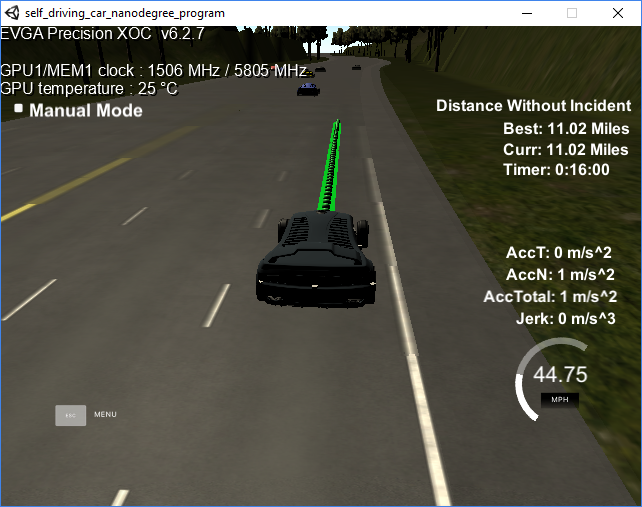 self_driving_car_nanodegree_program
EVGA Precision XOC v6.2.7
GPU1/MEM1 clock : 1506 MHz / 5805 MHz
GPU temperature : 25 °C
Manual Mode
Distance Without Incident
Best: 11.02 Miles
Curr: 11.02 Miles
Timer: 0:16:00
AccT: 0 m/s^2
AccN: 1 m/s^2
AccTotal: 1 m/s^2
Jerk: 0 m/s^3
44.75
MPH
ESC MENU